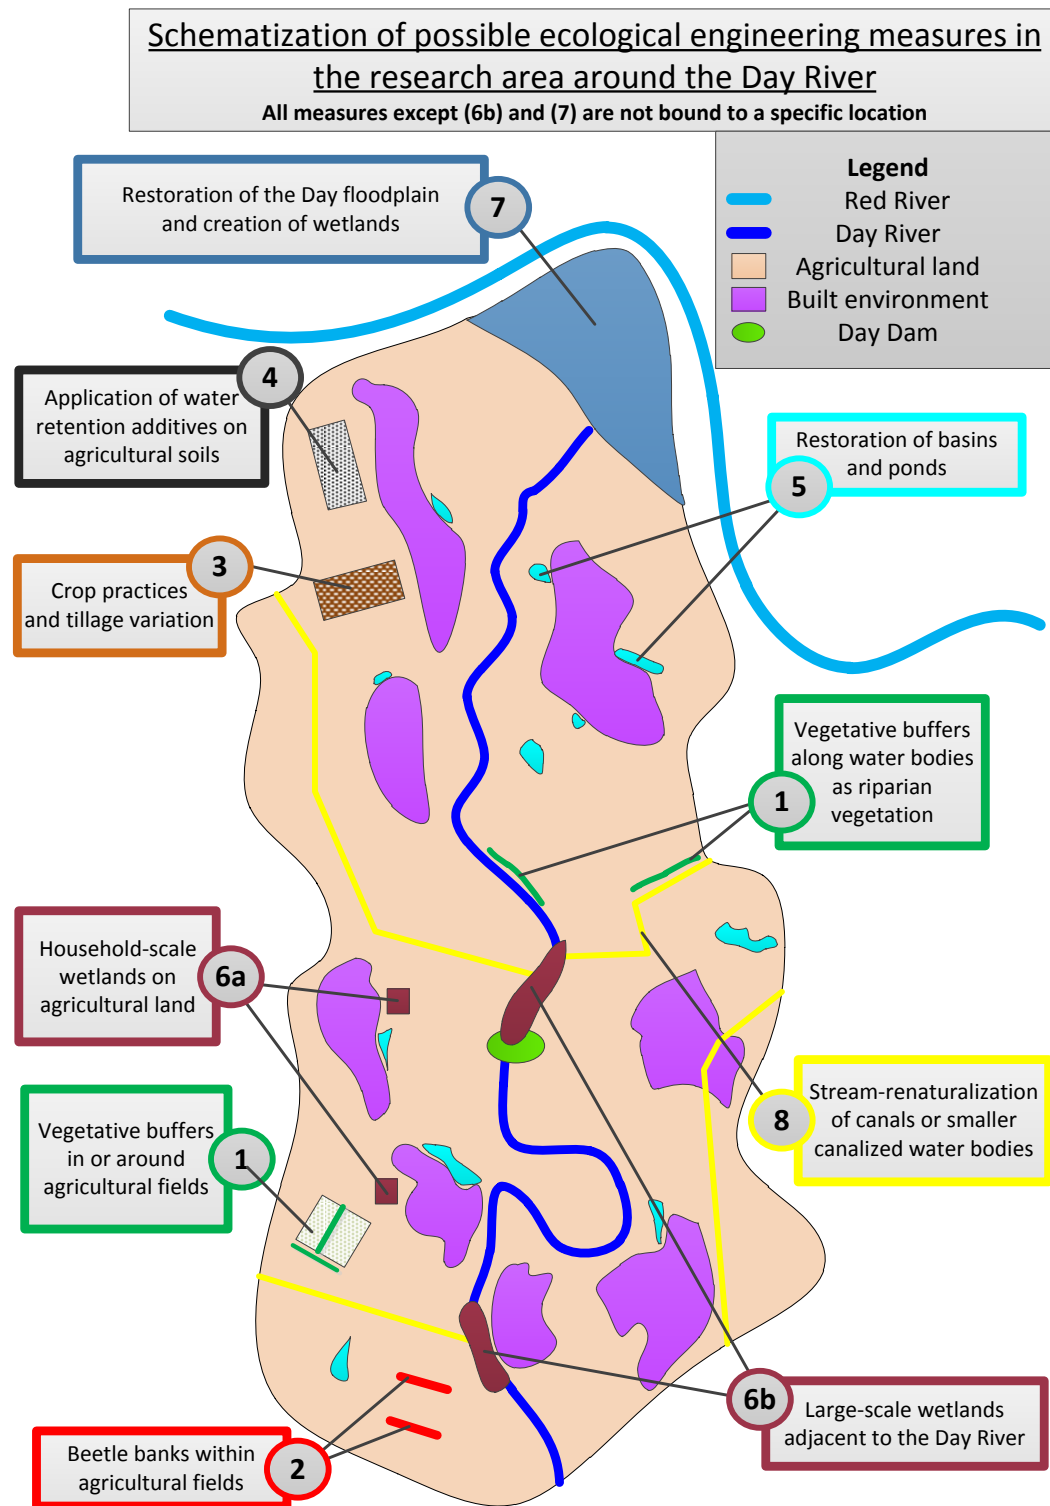 Schematization of possible ecological engineering measures in
the research area around the Day River
All measures except (6b) and (7) are not bound to a specific location
Legend
Red River
Day River
Agricultural land
Built environment
Day Dam
Restoration of the Day floodplain
and creation of wetlands
7
4
Application of water
retention additives on
agricultural soils
Restoration of basins
and ponds
5
3
Crop practices
and tillage variation
Vegetative buffers
along water bodies
as riparian
vegetation
1
Household-scale
wetlands on
agricultural land
6a
Vegetative buffers
in or around
agricultural fields
1
8
Stream-renaturalization
of canals or smaller
canalized water bodies
6b
Large-scale wetlands
adjacent to the Day River
Beetle banks within
agricultural fields
2